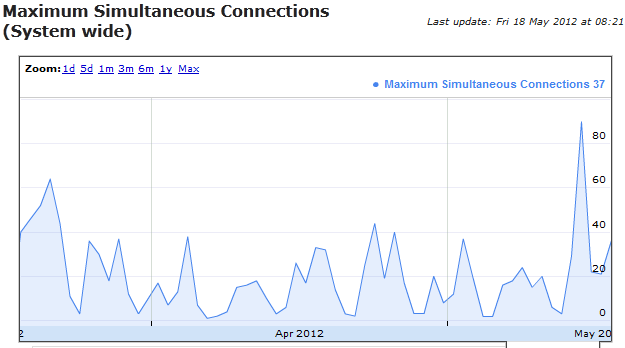 Maximum Simultaneous Connections
(System wide)
Last update: Fri 18 May 2012 at 08:21
Zoom: 1d 5d 1m 3m 6m 1y Max
Maximum Simultaneous Connections 37
80
60
40
20
0
2
Apr 2012
May 20